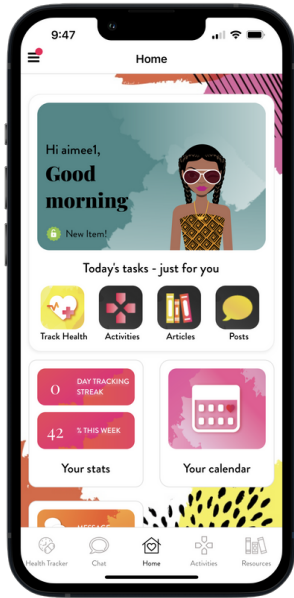 9:47
Home
Hi aimee1,
Good
morning
New Item!
Today's tasks - just for you
Track Health
Activities
Articles
Posts
0
DAY TRACKING
STREAK
42
% THIS WEEK
Your stats
Your calendar
MESSAGE
Health Tracker
Chat
Home
Activities
Resources